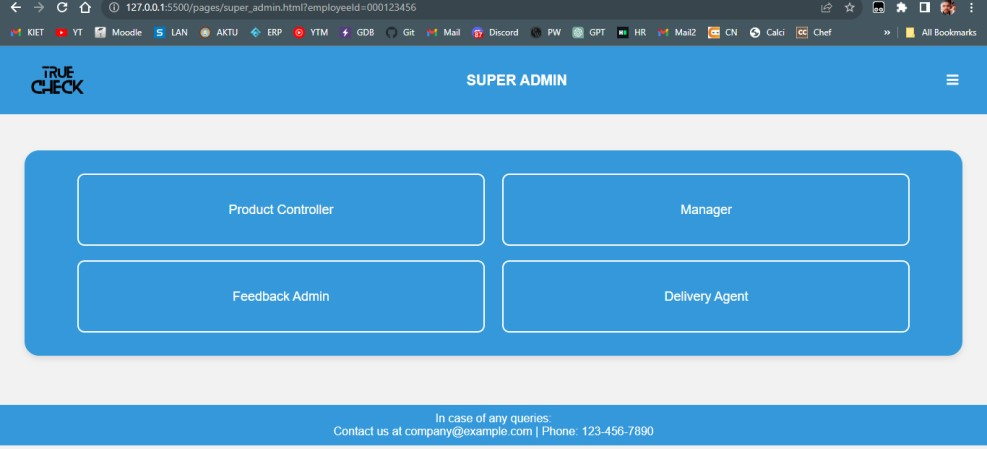 127.0.0.1:5500/pages/super_admin.html?employeeId=000123456
KIET YT Moodle S LAN AKTU ERP YTM GDB Git Mail Discord PW GPT HR Mail2 CN Calci CC Chef » All Bookmarks
TRUE
CHECK
SUPER ADMIN
Product Controller
Manager
Feedback Admin
Delivery Agent
In case of any queries:
Contact us at company@example.com | Phone: 123-456-7890